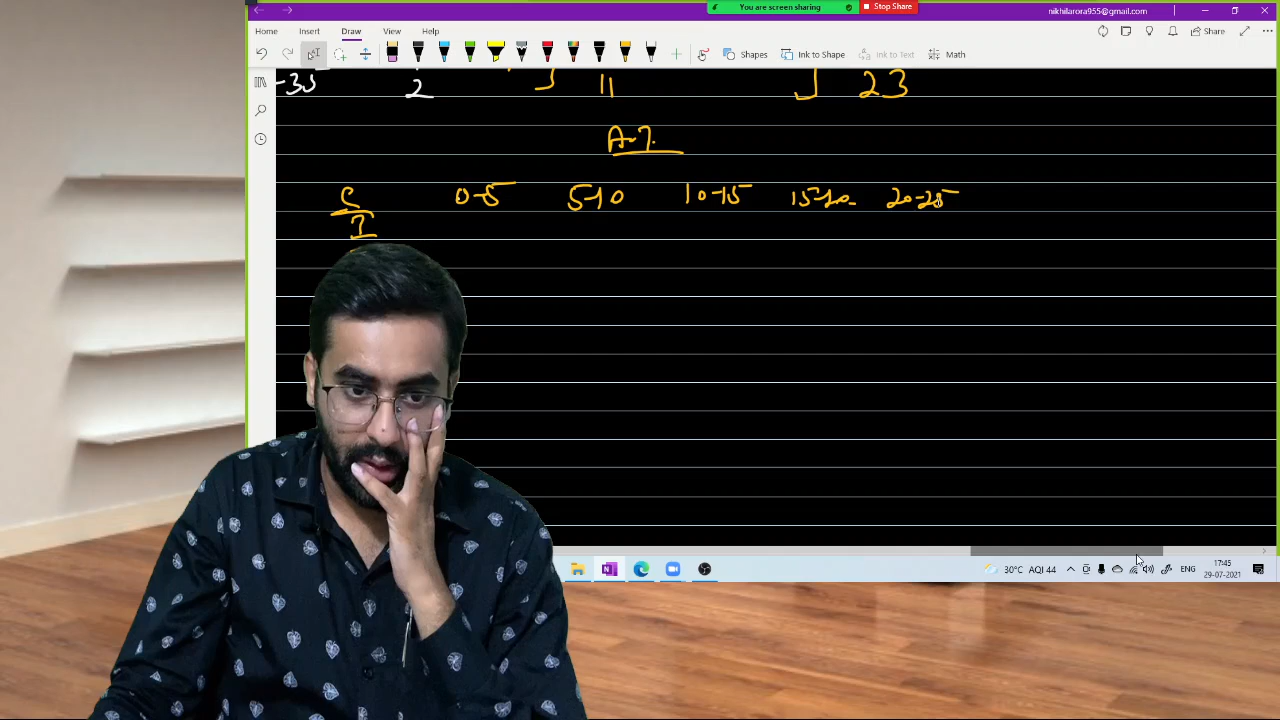 You are screen sharing Stop Share
nikhilarora955@gmail.com
Home Insert Draw View Help
Share
Shapes Ink to Shape Ink to Text Math
-35 2 11 23
0-5 5-10 10-15 15-20 20-25
I
30°C AQI 44 ENG 17:45
29-07-2021